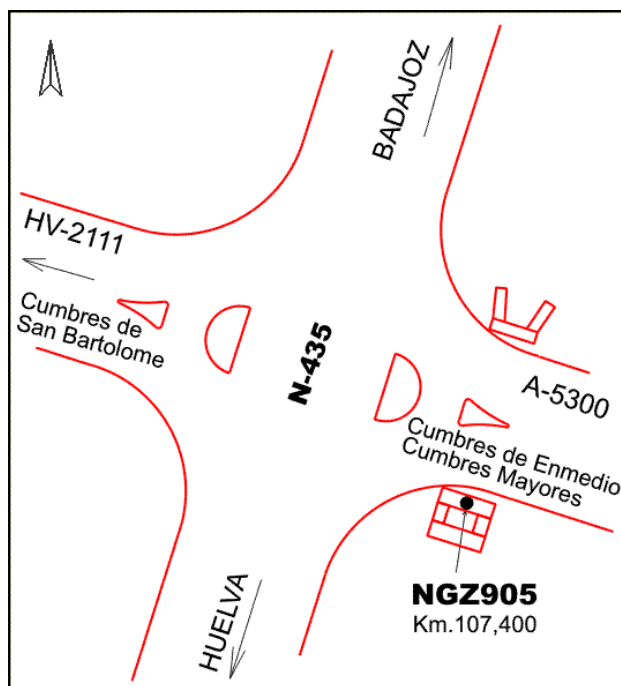 BADAJOZ
HV-2111
Cumbres de
San Bartolome
N-435
A-5300
Cumbres de Enmedio
Cumbres Mayores
HUELVA
NGZ905
Km.107,400